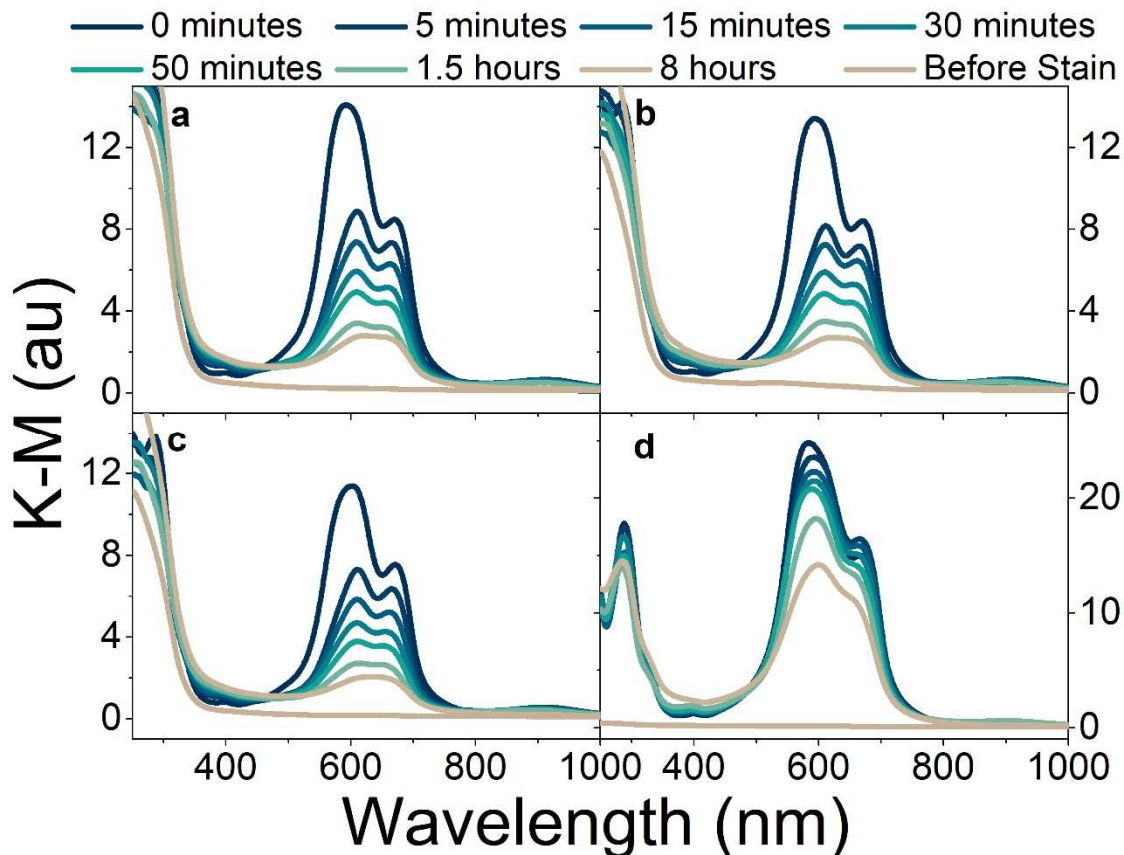 0 minutes 5 minutes 15 minutes 30 minutes
50 minutes 1.5 hours 8 hours Before Stain
a b
12 12
8 8
4 4
0 0
c d
12
20
8
10
4
0 0
400 600 800 1000 400 600 800 1000
K-M (au)
Wavelength (nm)